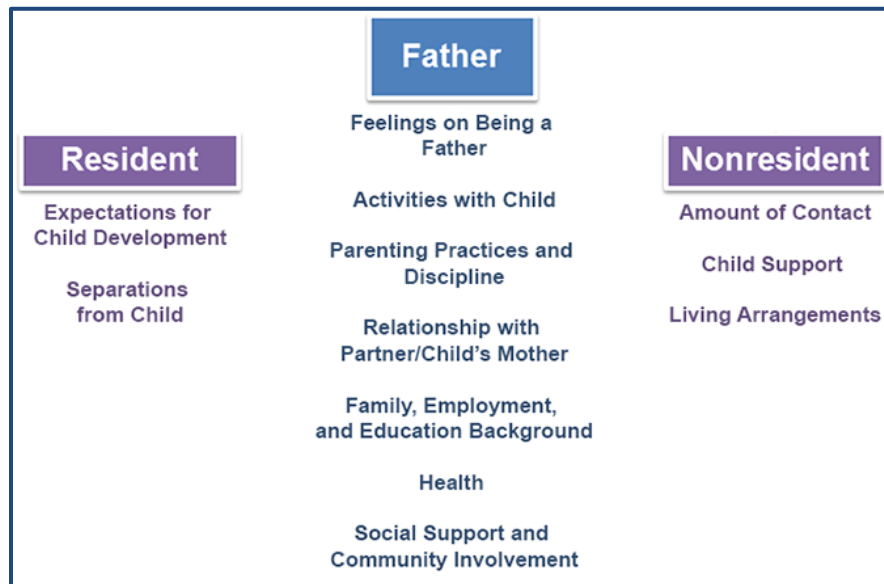 Father
Feelings on Being a
Father
Activities with Child
Parenting Practices and
Discipline
Relationship with
Partner/Child's Mother
Family, Employment,
and Education Background
Health
Social Support and
Community Involvement
Resident
Expectations for
Child Development
Separations
from Child
Nonresident
Amount of Contact
Child Support
Living Arrangements